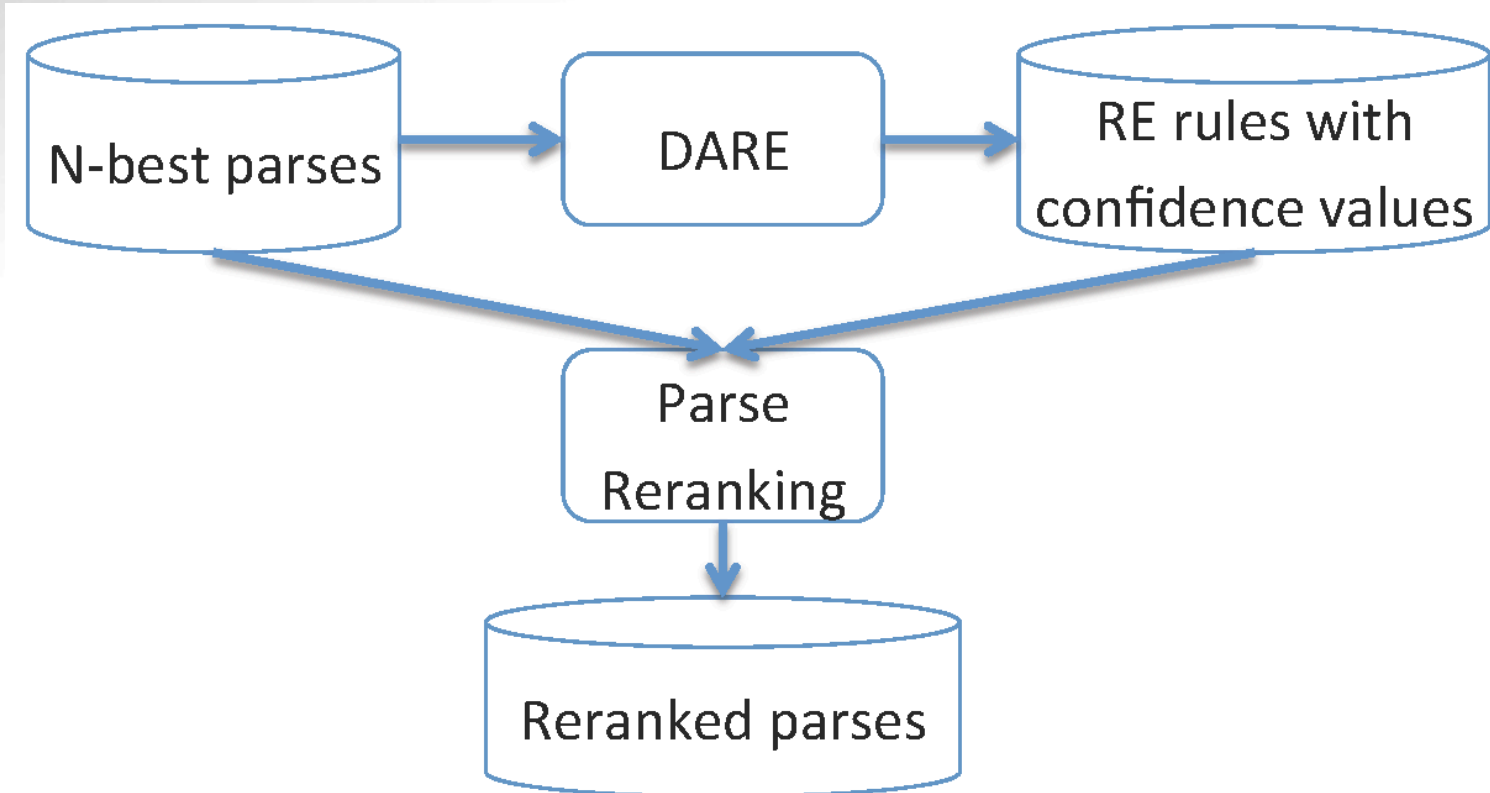 N-best parses
DARE
RE rules with
confidence values
Parse
Reranking
Reranked parses